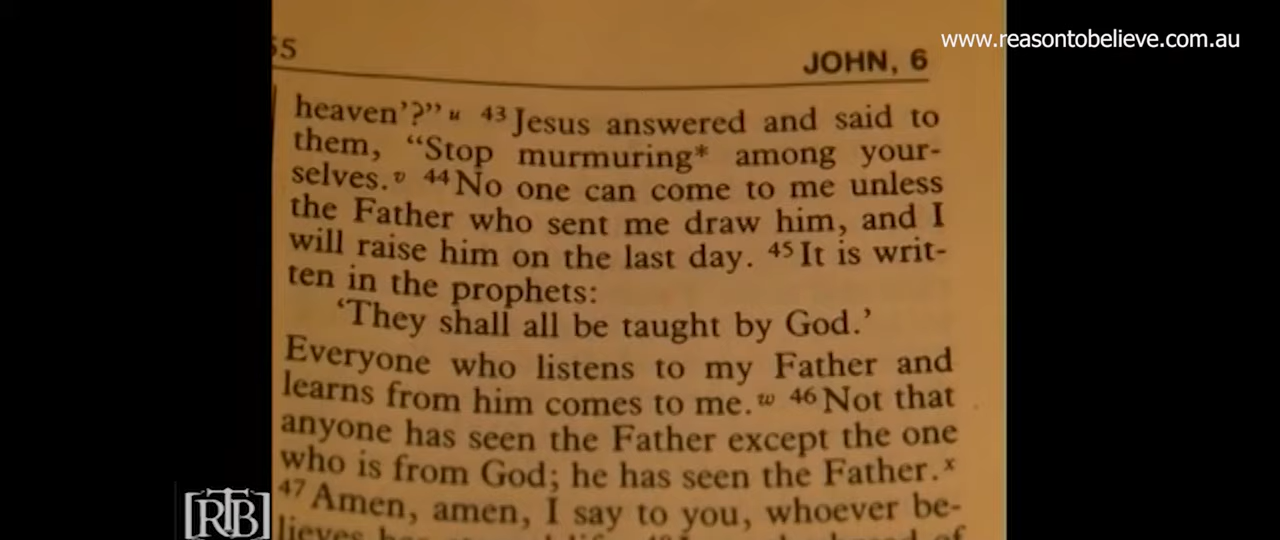 www.reasontobelieve.com.au
55
JOHN, 6
heaven'?" u 43 Jesus answered and said to
them, "Stop murmuring* among your-
selves. v 44 No one can come to me unless
the Father who sent me draw him, and I
will raise him on the last day. 45 It is writ-
ten in the prophets:
'They shall all be taught by God.'
Everyone who listens to my Father and
learns from him comes to me. w 46 Not that
anyone has seen the Father except the one
who is from God; he has seen the Father. x
47 Amen, amen, I say to you, whoever be-
lieves
of
RTB